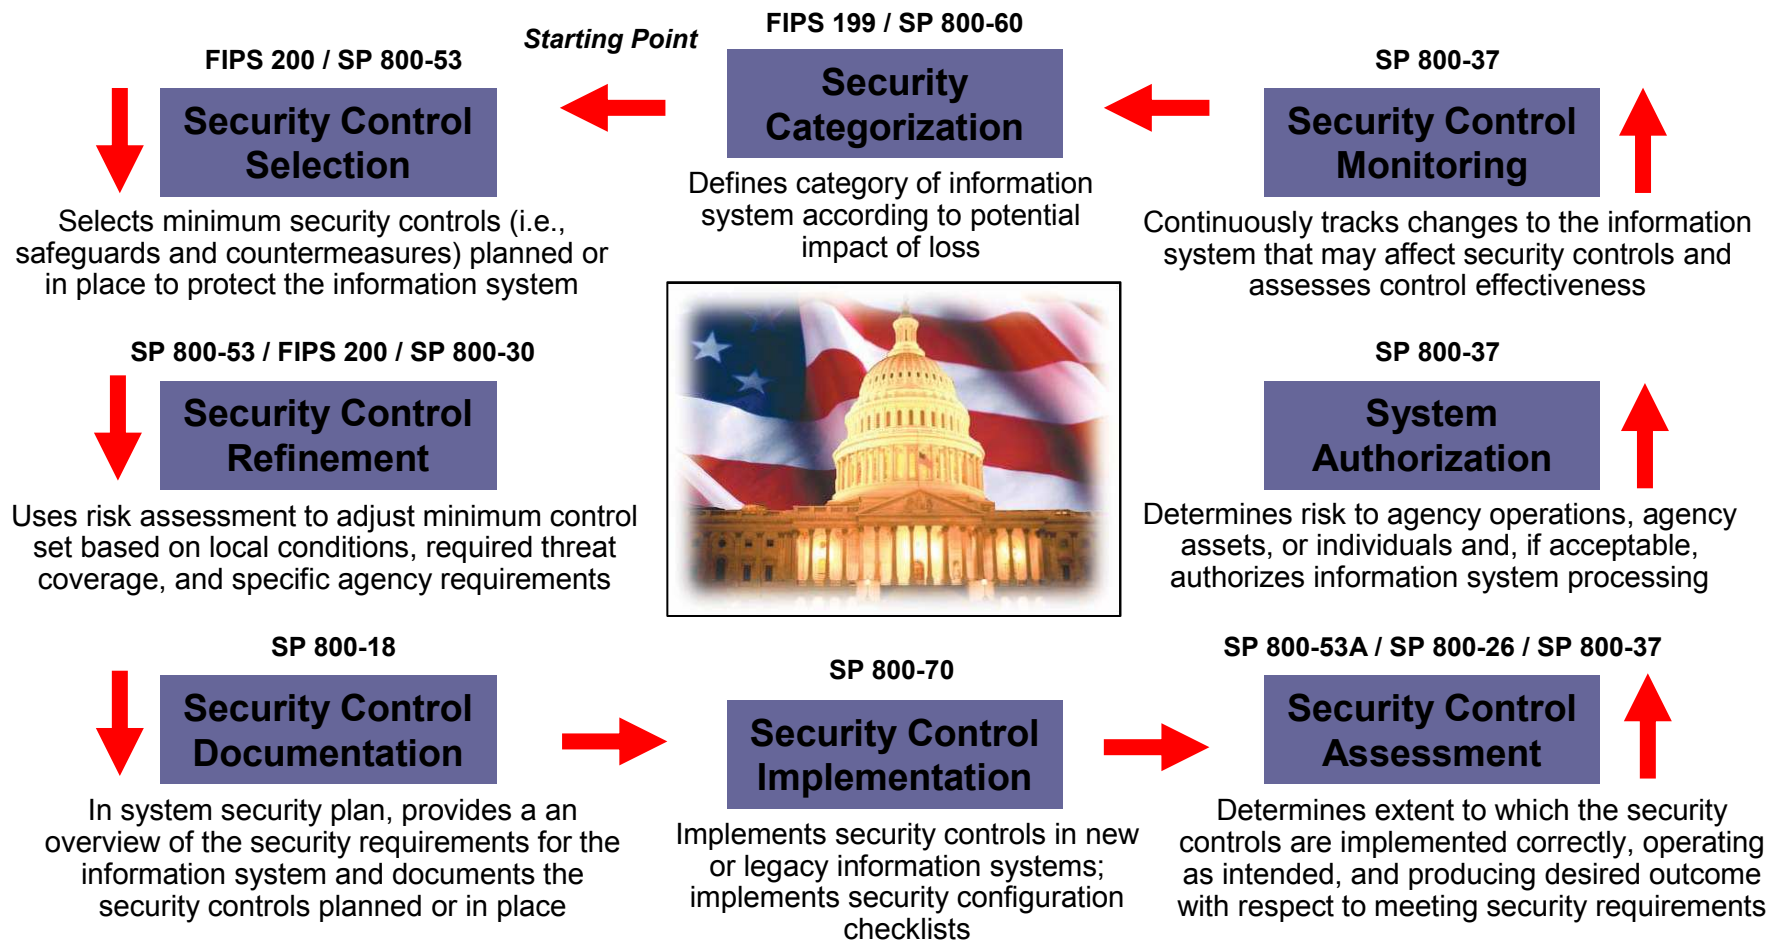 Starting Point
FIPS 199 / SP 800-60
Security
Categorization
Defines category of information
system according to potential
impact of loss
FIPS 200 / SP 800-53
Security Control
Selection
Selects minimum security controls (i.e.,
safeguards and countermeasures) planned or
in place to protect the information system
SP 800-53 / FIPS 200 / SP 800-30
Security Control
Refinement
Uses risk assessment to adjust minimum control
set based on local conditions, required threat
coverage, and specific agency requirements
SP 800-18
Security Control
Documentation
In system security plan, provides a an
overview of the security requirements for the
information system and documents the
security controls planned or in place
SP 800-70
Security Control
Implementation
Implements security controls in new
or legacy information systems;
implements security configuration
checklists
SP 800-53A / SP 800-26 / SP 800-37
Security Control
Assessment
Determines extent to which the security
controls are implemented correctly, operating
as intended, and producing desired outcome
with respect to meeting security requirements
SP 800-37
System
Authorization
Determines risk to agency operations, agency
assets, or individuals and, if acceptable,
authorizes information system processing
SP 800-37
Security Control
Monitoring
Continuously tracks changes to the information
system that may affect security controls and
assesses control effectiveness